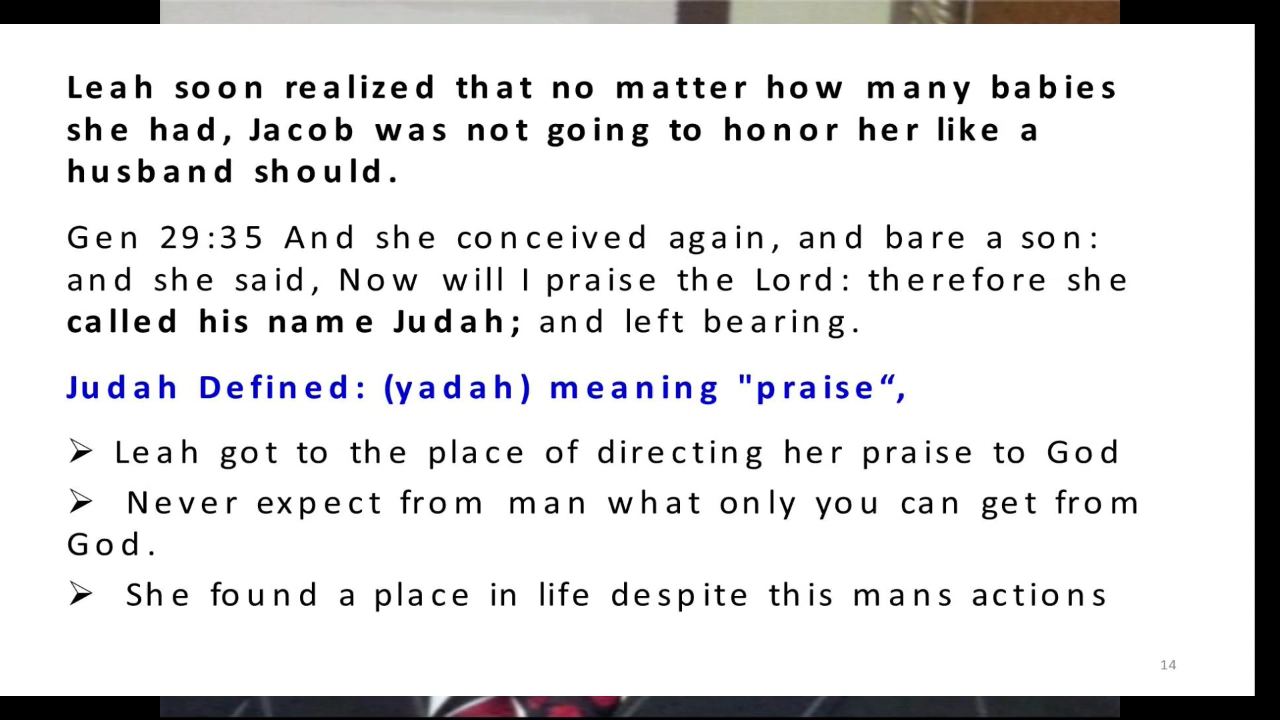 Leah soon realized that no matter how many babies
she had, Jacob was not going to honor her like a
husband should.
Gen 29:35 And she conceived again, and bare a son:
and she said, Now will I praise the Lord: therefore she
called his name Judah; and left bearing.
Judah Defined: (yadah) meaning "praise“,
➢ Leah got to the place of directing her praise to God
➢ Never expect from man what only you can get from
God.
➢ She found a place in life despite this mans actions
14